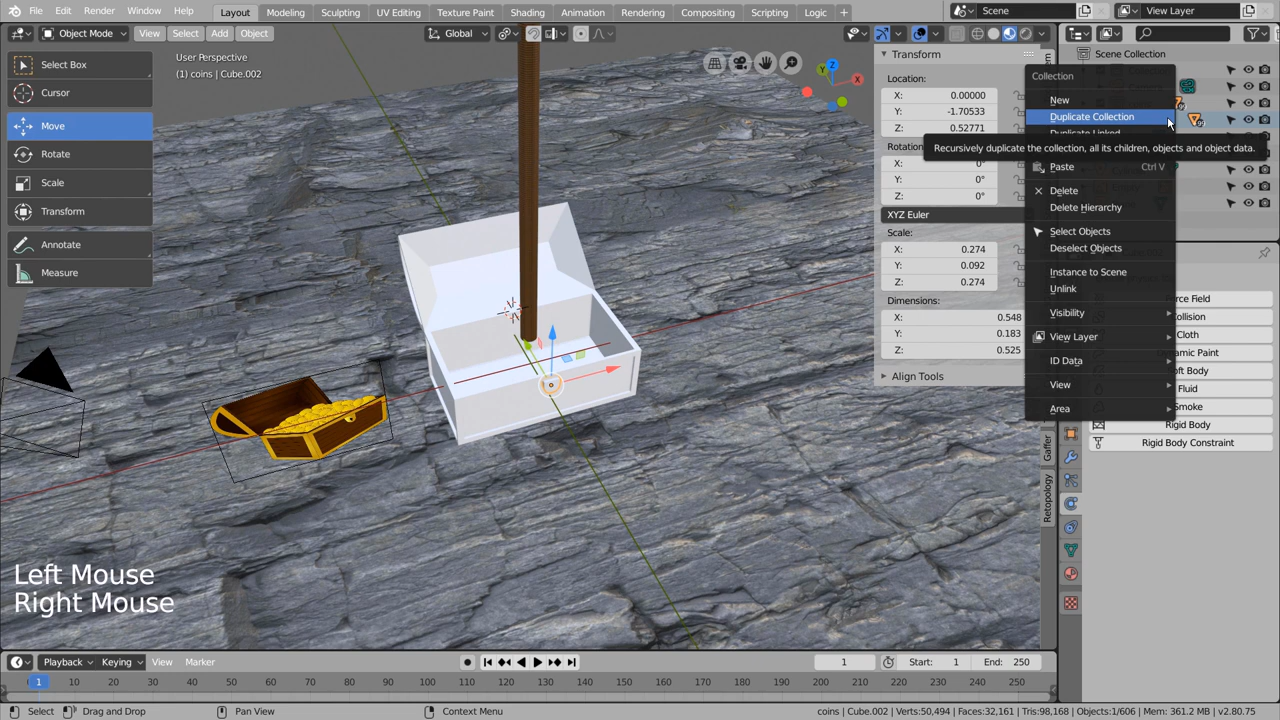 File Edit Render Window Help Layout Modeling Sculpting UV Editing Texture Paint Shading Animation Rendering Compositing Scripting Logic + Scene View Layer
Object Mode View Select Add Object Global
Select Box
Cursor
Move
Rotate
Scale
Transform
Annotate
Measure
User Perspective
(1) coins | Cube.002
Z
Y
X
Transform
Location:
X: 0.00000
Y: -1.70533
Z: 0.52771
0°
0°
0°
XYZ Euler
Scale:
X: 0.274
Y: 0.092
Z: 0.274
Dimensions:
X: 0.548
Y: 0.183
Z: 0.525
Align Tools
Gaffer
Retopology
Scene Collection
Collection
New
Duplicate Collection
Recursively duplicate the collection, all its children, objects and object data.
Paste Ctrl V
Delete
Delete Hierarchy
Select Objects
Deselect Objects
Instance to Scene
Unlink
Visibility
View Layer
ID Data
View
Area
Collision
Cloth
Fluid
Smoke
Rigid Body
Rigid Body Constraint
Left Mouse
Right Mouse
Playback Keying View Marker 1 Start: 1 End: 250
1 10 20 30 40 50 60 70 80 90 100 110 120 130 140 150 160 170 180 190 200 210 220 230 240 250
Select Drag and Drop Pan View Context Menu coins | Cube.002 | Verts:50,494 | Faces:32,161 | Tris:98,168 | Objects:1/606 | Mem: 361.2 MB | v2.80.75